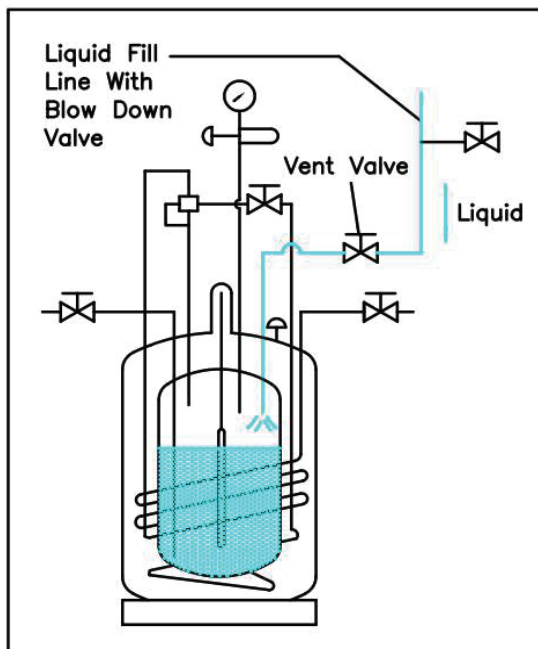 Liquid Fill
Line With
Blow Down
Valve
Vent Valve
Liquid